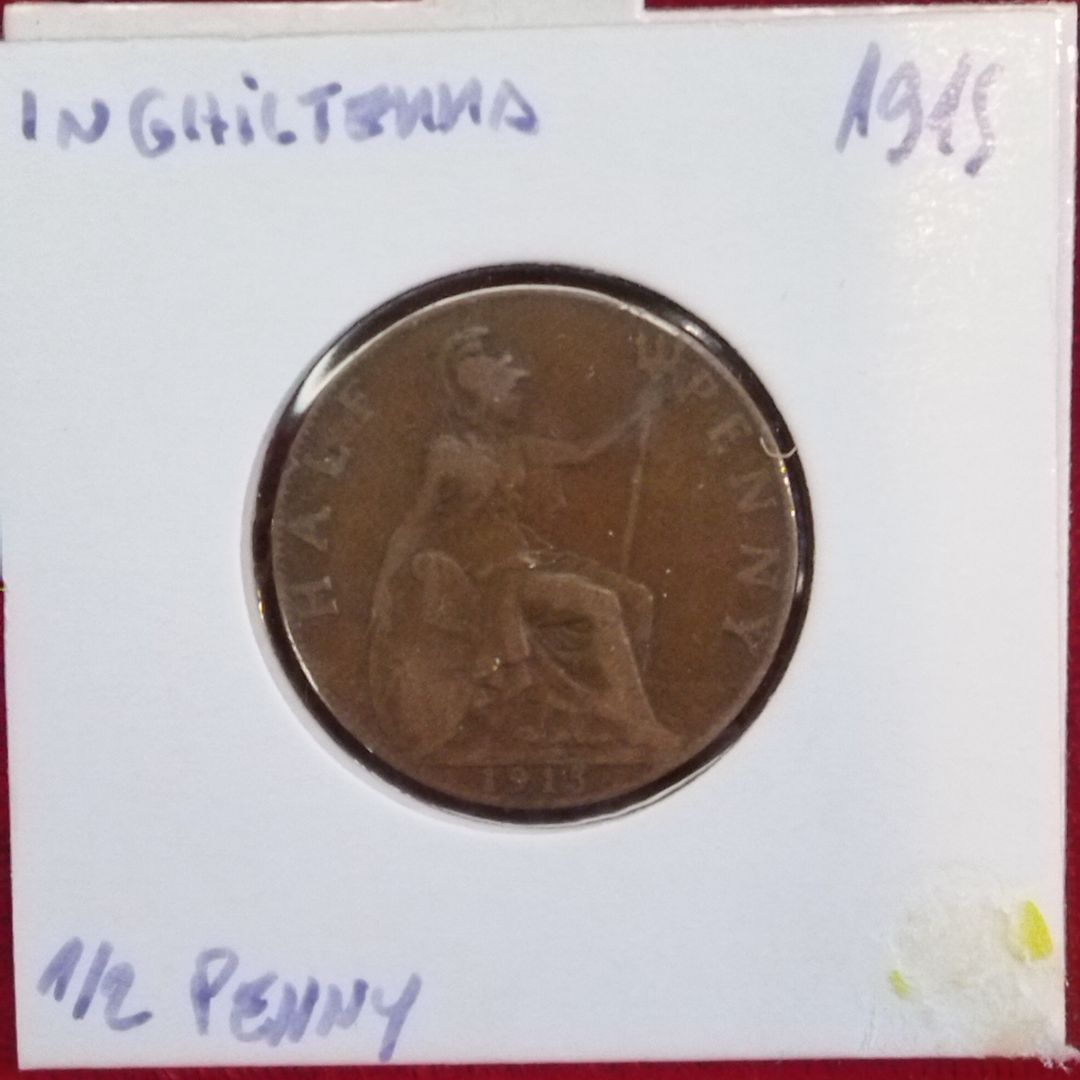 INGHILTERRA 1915
HALF PENNY
1915
1/2 PENNY